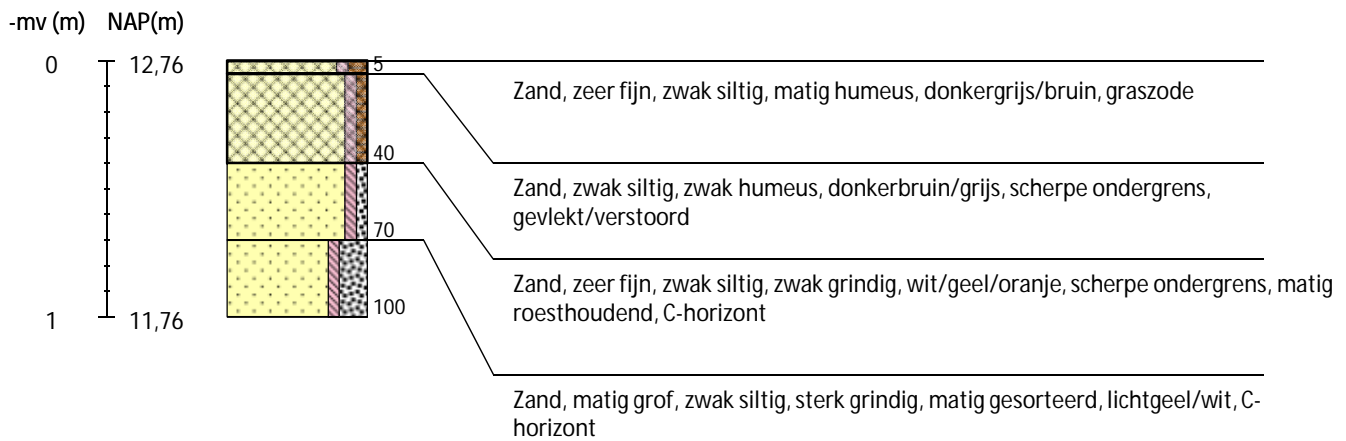 -mv (m) NAP(m)
0 12,76
5
Zand, zeer fijn, zwak siltig, matig humeus, donkergrijs/bruin, graszode
40
Zand, zwak siltig, zwak humeus, donkerbruin/grijs, scherpe ondergrens,
gevlekt/verstoord
70
Zand, zeer fijn, zwak siltig, zwak grindig, wit/geel/oranje, scherpe ondergrens, matig
roesthoudend, C-horizont
100
1 11,76
Zand, matig grof, zwak siltig, sterk grindig, matig gesorteerd, lichtgeel/wit, C-
horizont